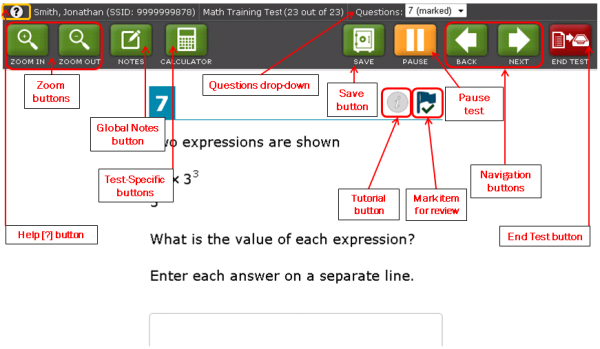 ? Smith, Jonathan (SSID: 9999999878) Math Training Test (23 out of 23) Questions: 7 (marked)
ZOOM IN ZOOM OUT NOTES CALCULATOR SAVE PAUSE BACK NEXT END TEST
Zoom
buttons
Questions drop-down
Save
button
Pause
test
7
i
Global Notes
button
wo expressions are shown
Test-Specific
buttons
× 3³
Tutorial
button
Mark item
for review
Navigation
buttons
Help [?] button
End Test button
What is the value of each expression?
Enter each answer on a separate line.